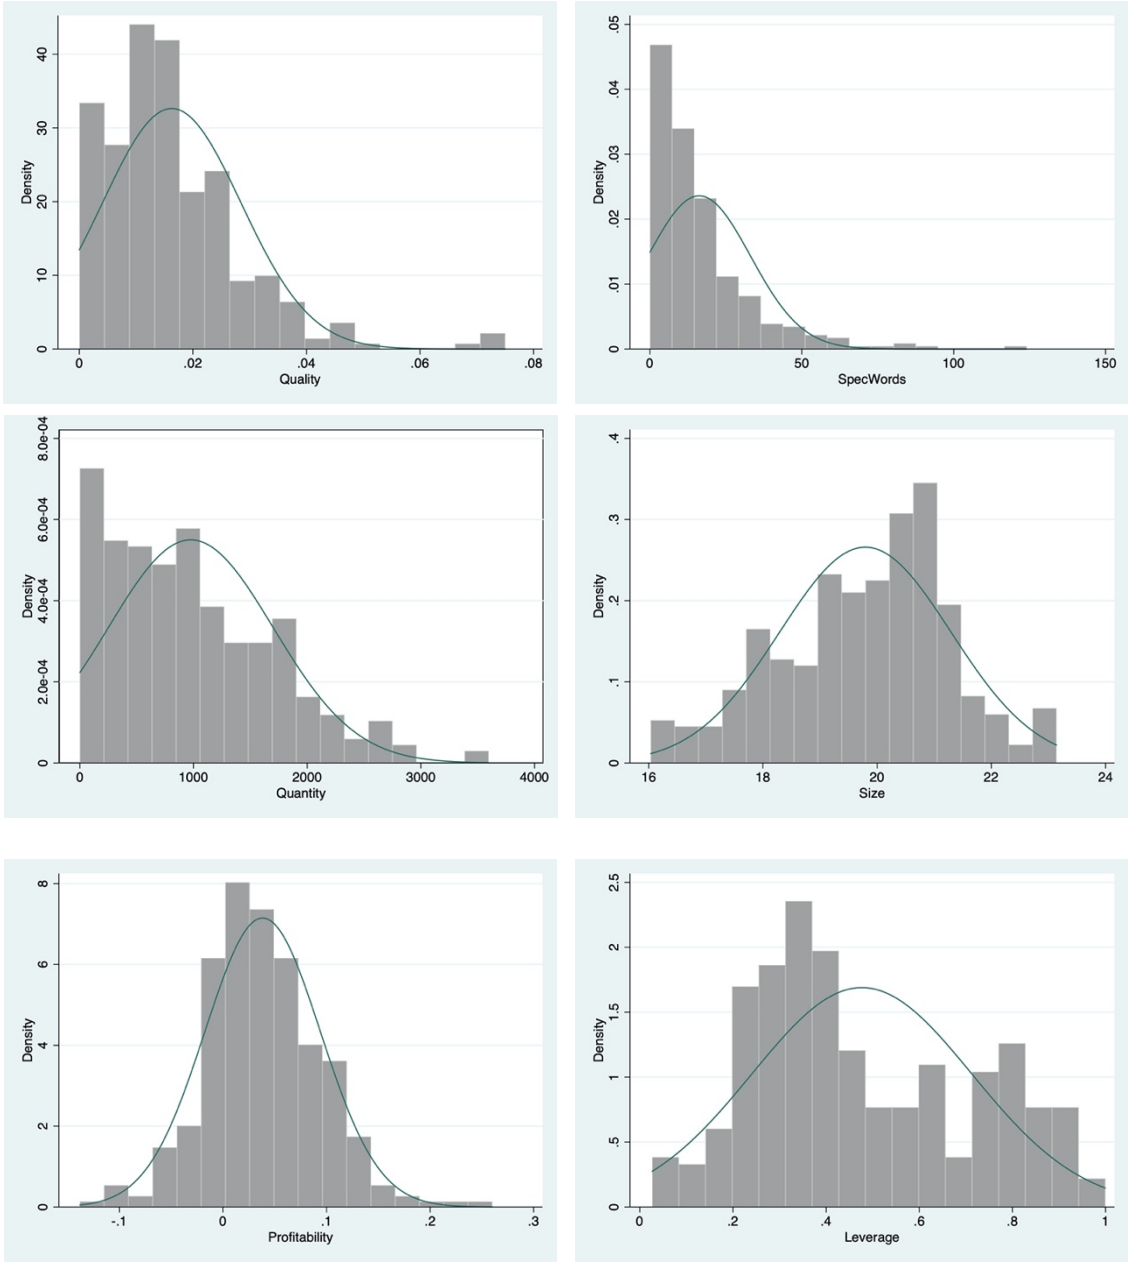 Density
40
30
20
10
0
0 .02 .04 .06 .08
Quality
Density
.05
.04
.03
.02
.01
0
0 50 100 150
SpecWords
Density
8.0e-04
6.0e-04
4.0e-04
2.0e-04
0
0 1000 2000 3000 4000
Quantity
Density
.4
.3
.2
.1
0
16 18 20 22 24
Size
Density
8
6
4
2
0
-.1 0 .1 .2 .3
Profitability
Density
2.5
2
1.5
1
.5
0
0 .2 .4 .6 .8 1
Leverage